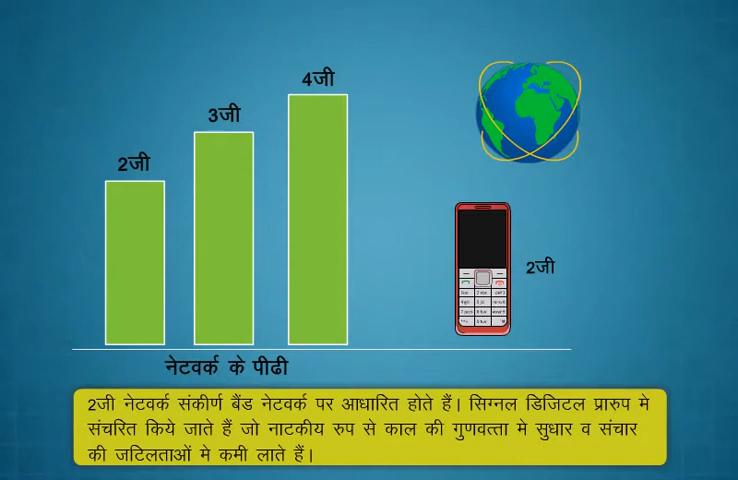 4जी
3जी
2जी
2जी
नेटवर्क के पीढी
2जी नेटवर्क संकीर्ण बैंड नेटवर्क पर आधारित होते हैं। सिग्नल डिजिटल प्रारुप मे
संचरित किये जाते हैं जो नाटकीय रुप से काल की गुणवत्ता मे सुधार व संचार
की जटिलताओं मे कमी लाते हैं।